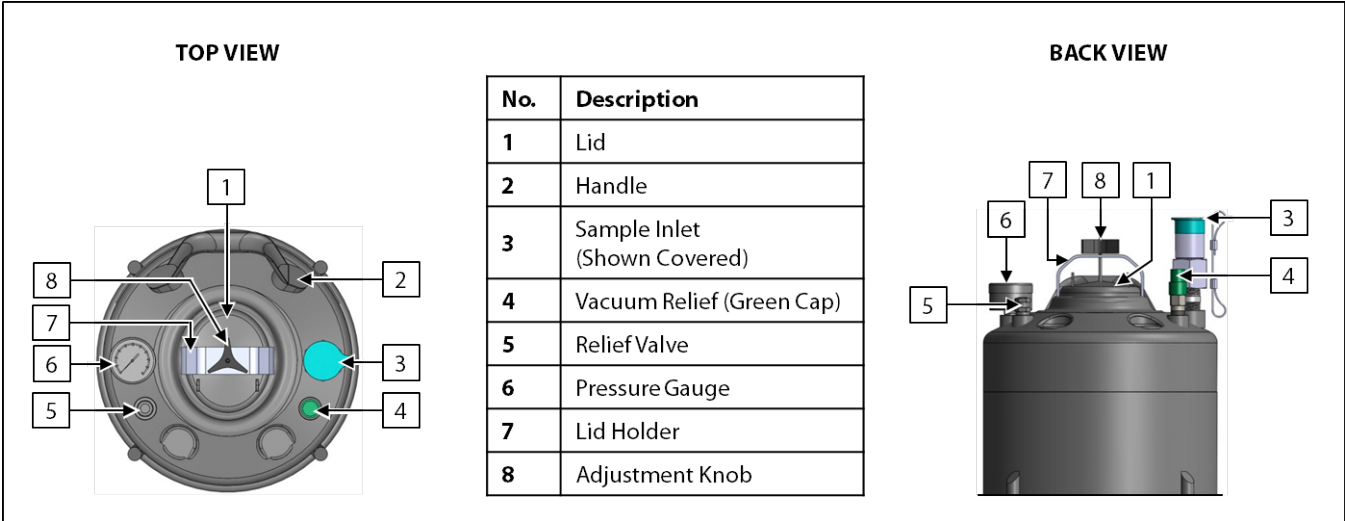 TOP VIEW
BACK VIEW
No. Description
1 Lid
2 Handle
3 Sample Inlet
(Shown Covered)
4 Vacuum Relief (Green Cap)
5 Relief Valve
6 Pressure Gauge
7 Lid Holder
8 Adjustment Knob
1
8
2
7
6
3
5
4
7
8
1
6
3
5
4